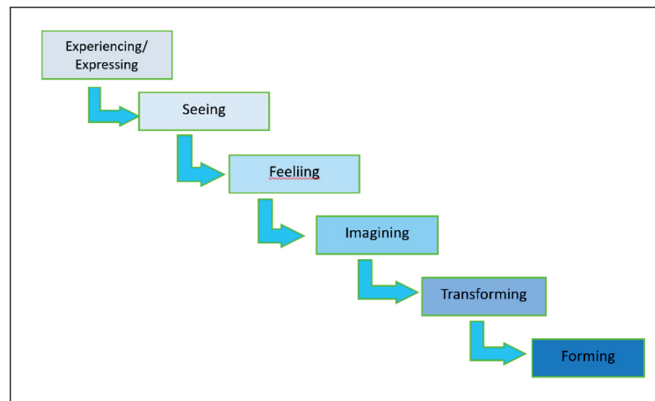 Experiencing/
Expressing
Seeing
Feeliing
Imagining
Transforming
Forming